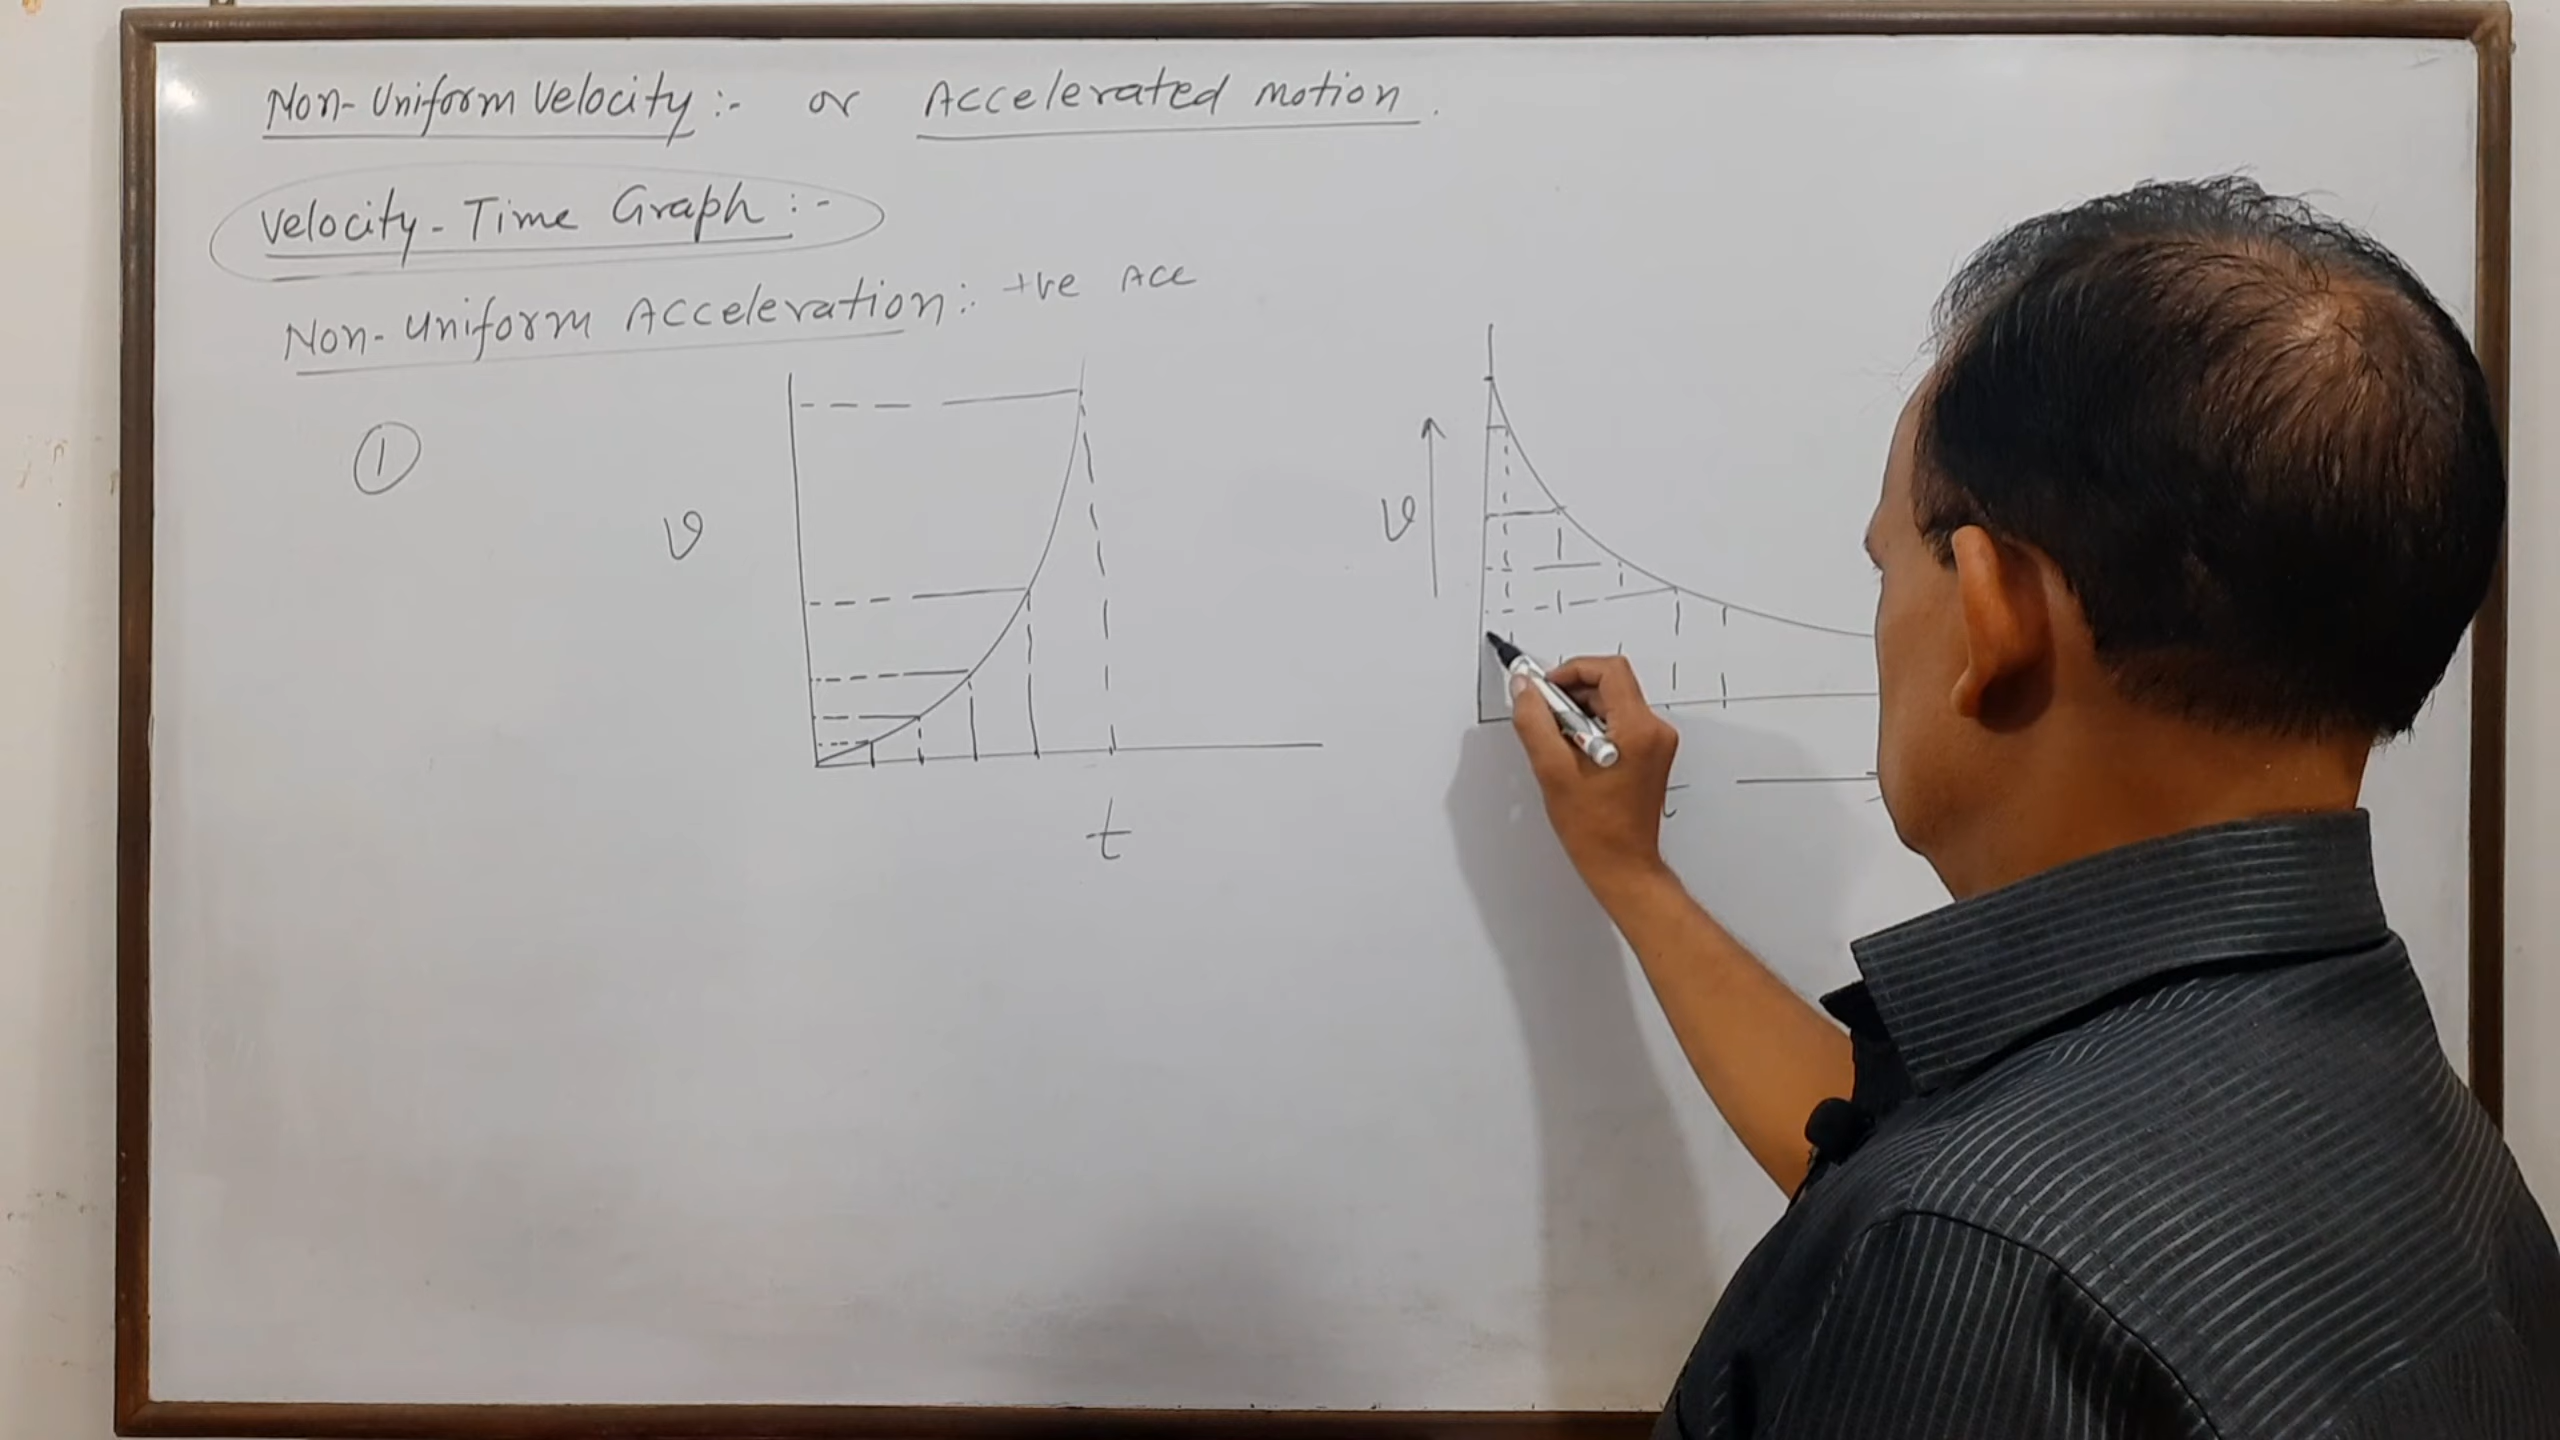 Non-Uniform Velocity :- or Accelerated motion.
Velocity-Time Graph :-
Non-Uniform Acceleration :- +ve Acc
①
v
t
v
t